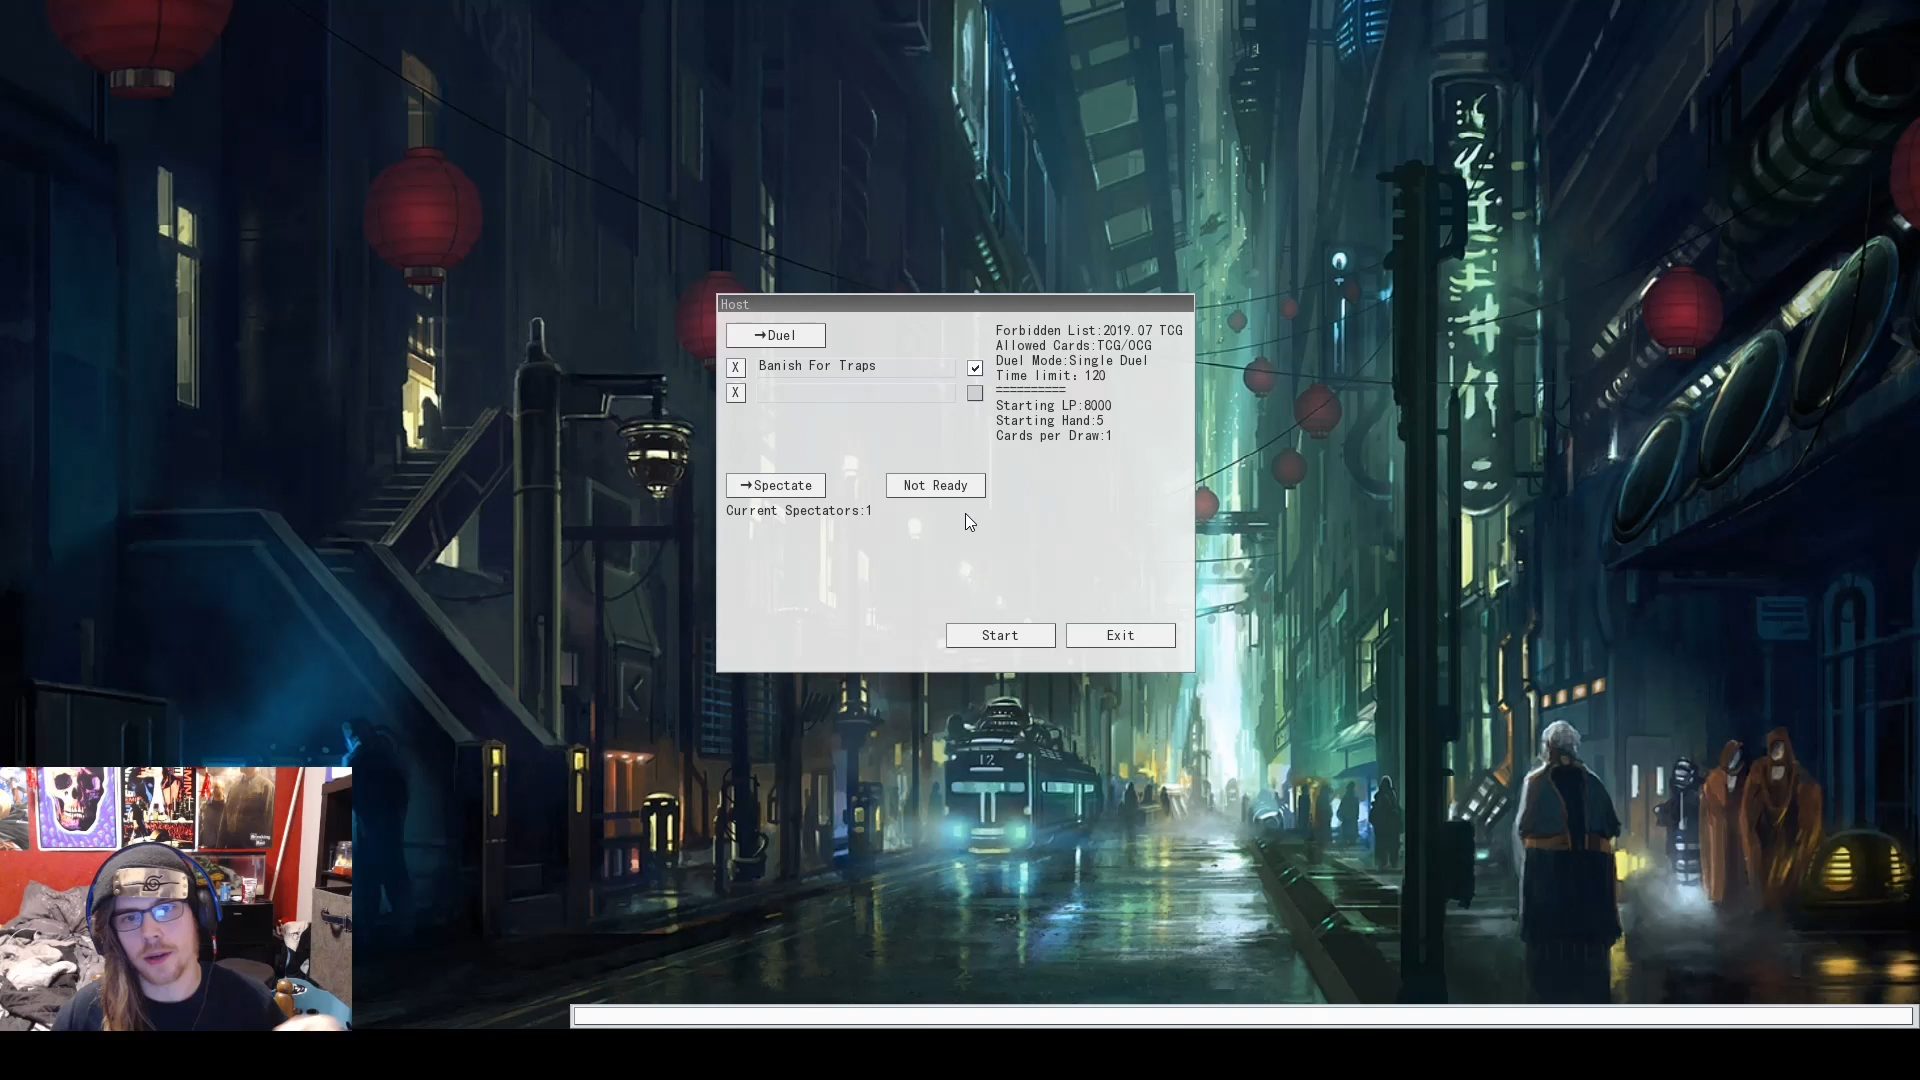 Host
→Duel
X Banish For Traps
X
→Spectate
Not Ready
Current Spectators:1
Forbidden List:2019.07 TCG
Allowed Cards:TCG/OCG
Duel Mode:Single Duel
Time limit: 120
==========
Starting LP:8000
Starting Hand:5
Cards per Draw:1
Start
Exit
12